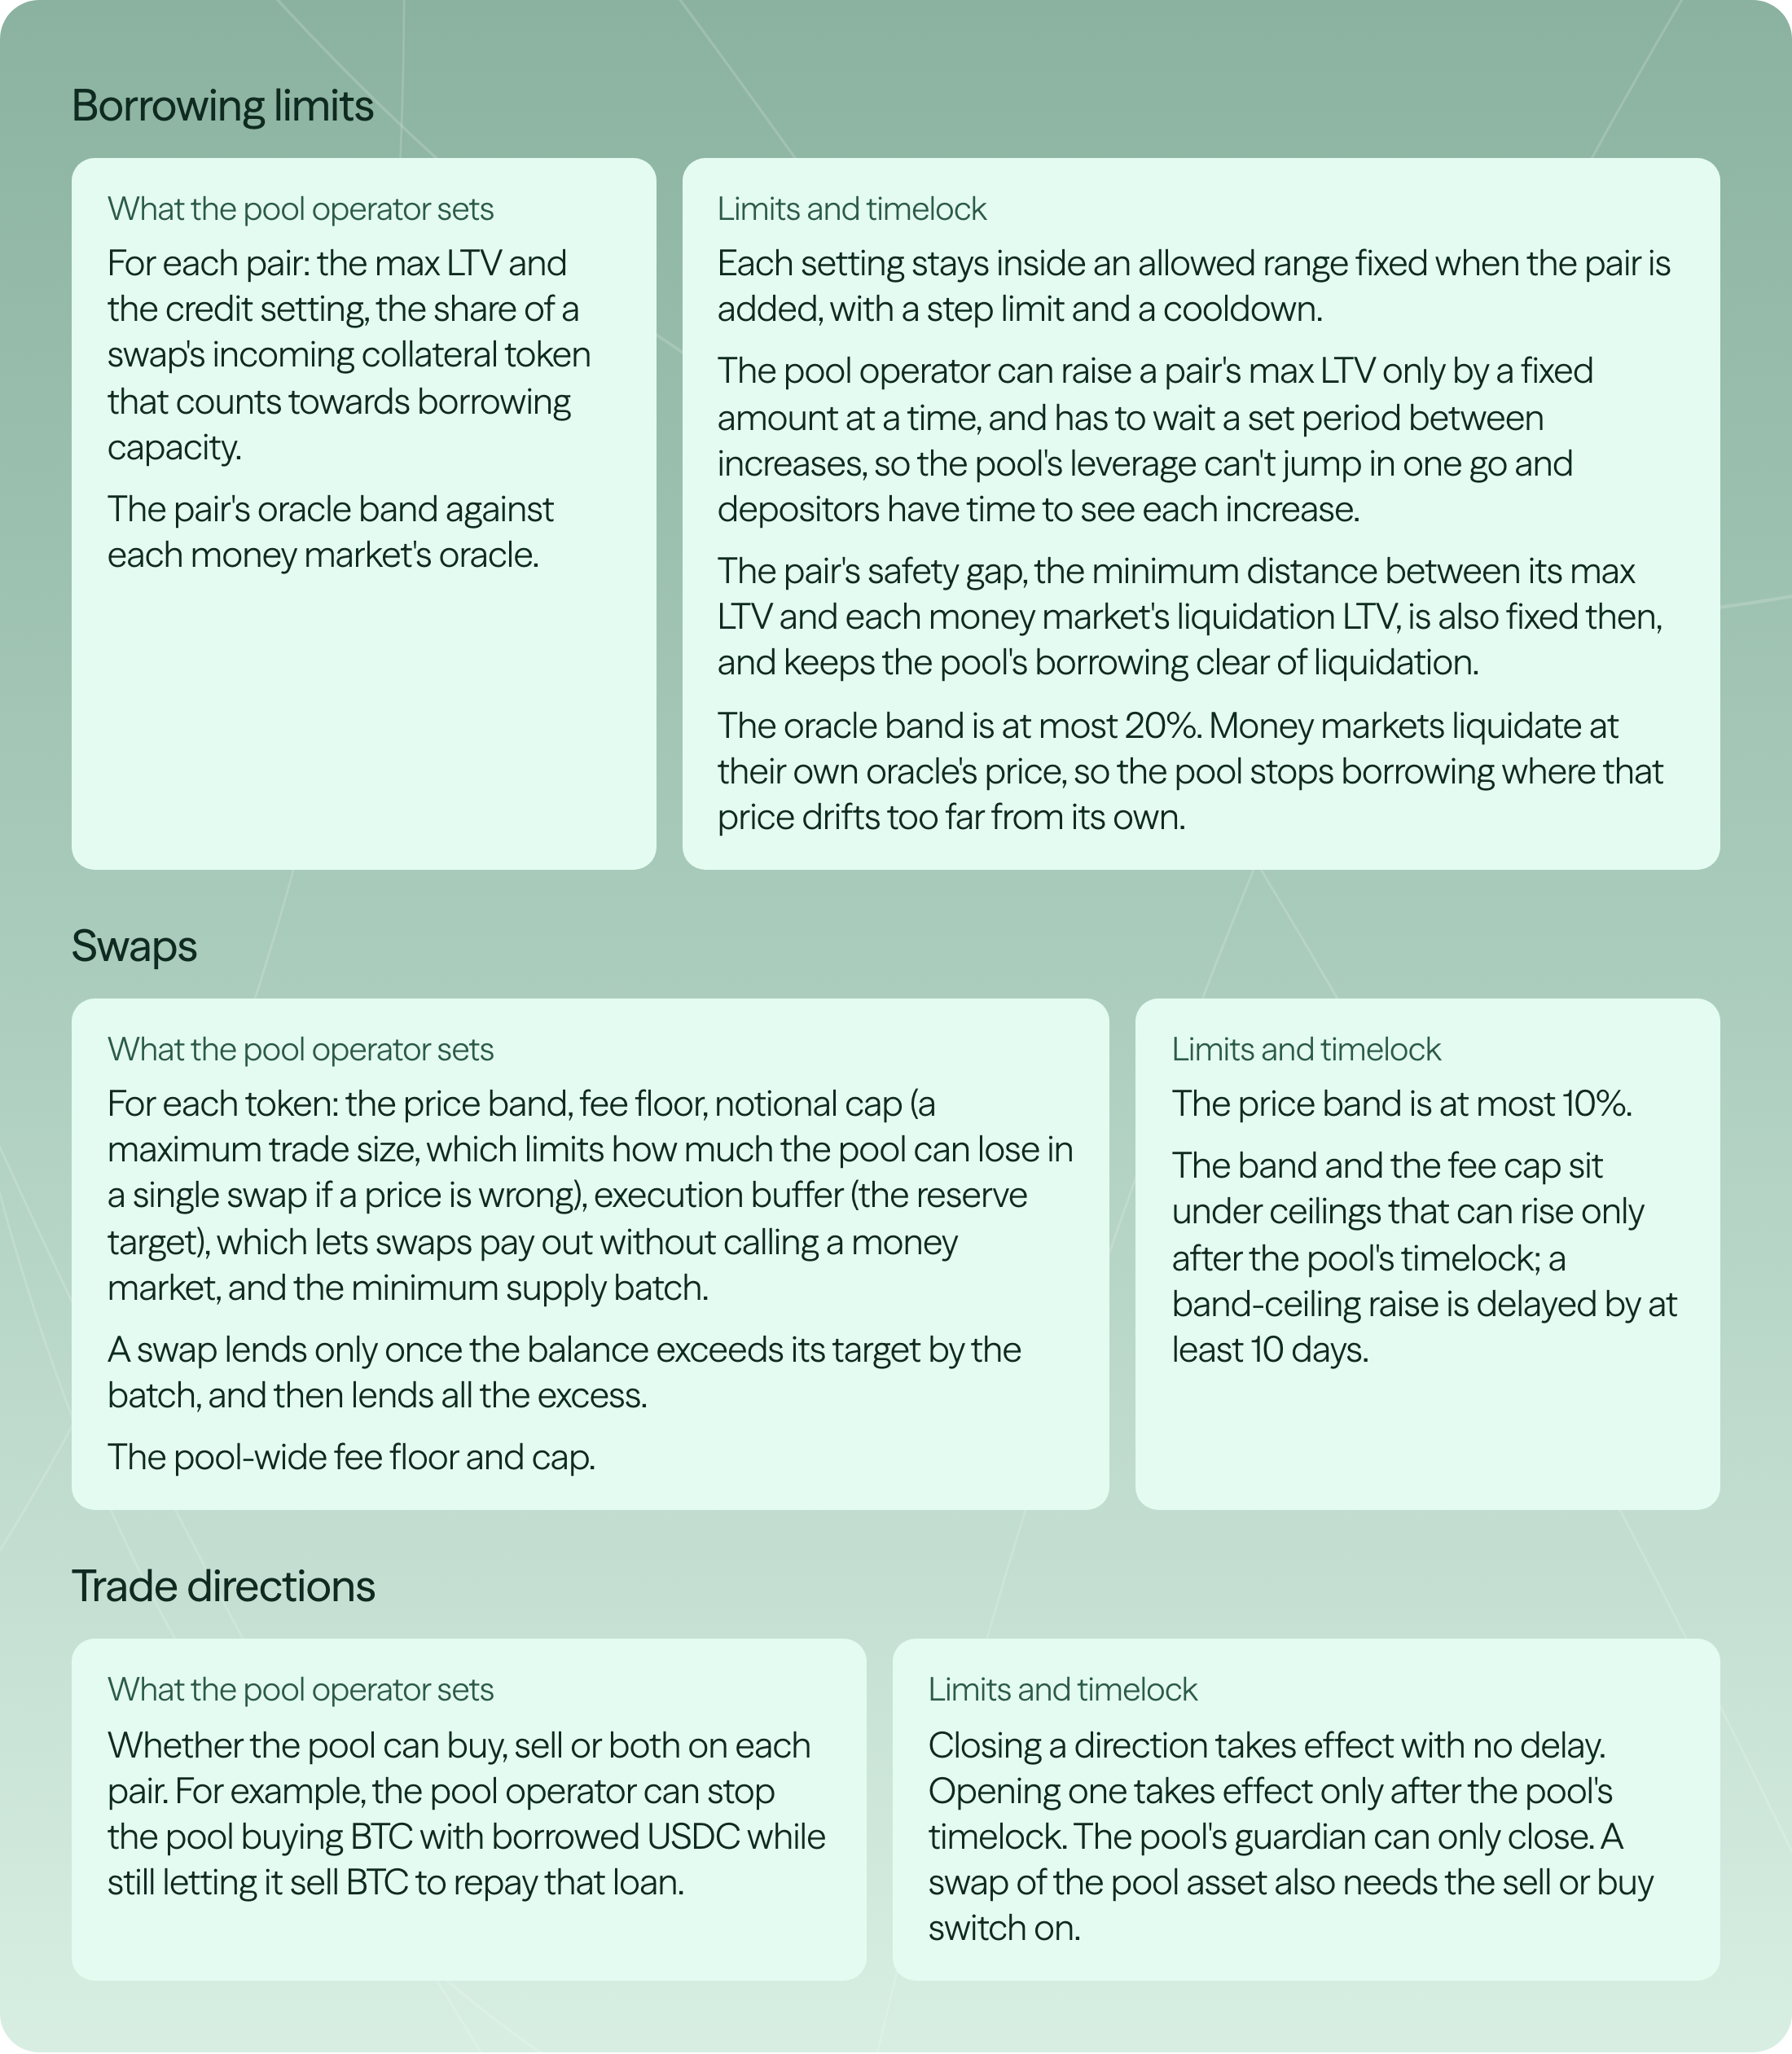 Borrowing limits
What the pool operator sets
For each pair: the max LTV and
the credit setting, the share of a
swap's incoming collateral token
that counts towards borrowing
capacity.
The pair's oracle band against
each money market's oracle.
Limits and timelock
Each setting stays inside an allowed range fixed when the pair is
added, with a step limit and a cooldown.
The pool operator can raise a pair's max LTV only by a fixed
amount at a time, and has to wait a set period between
increases, so the pool's leverage can't jump in one go and
depositors have time to see each increase.
The pair's safety gap, the minimum distance between its max
LTV and each money market's liquidation LTV, is also fixed then,
and keeps the pool's borrowing clear of liquidation.
The oracle band is at most 20%. Money markets liquidate at
their own oracle's price, so the pool stops borrowing where that
price drifts too far from its own.
Swaps
What the pool operator sets
For each token: the price band, fee floor, notional cap (a
maximum trade size, which limits how much the pool can lose in
a single swap if a price is wrong), execution buffer (the reserve
target), which lets swaps pay out without calling a money
market, and the minimum supply batch.
A swap lends only once the balance exceeds its target by the
batch, and then lends all the excess.
The pool-wide fee floor and cap.
Limits and timelock
The price band is at most 10%.
The band and the fee cap sit
under ceilings that can rise only
after the pool's timelock; a
band-ceiling raise is delayed by at
least 10 days.
Trade directions
What the pool operator sets
Whether the pool can buy, sell or both on each
pair. For example, the pool operator can stop
the pool buying BTC with borrowed USDC while
still letting it sell BTC to repay that loan.
Limits and timelock
Closing a direction takes effect with no delay.
Opening one takes effect only after the pool's
timelock. The pool's guardian can only close. A
swap of the pool asset also needs the sell or buy
switch on.